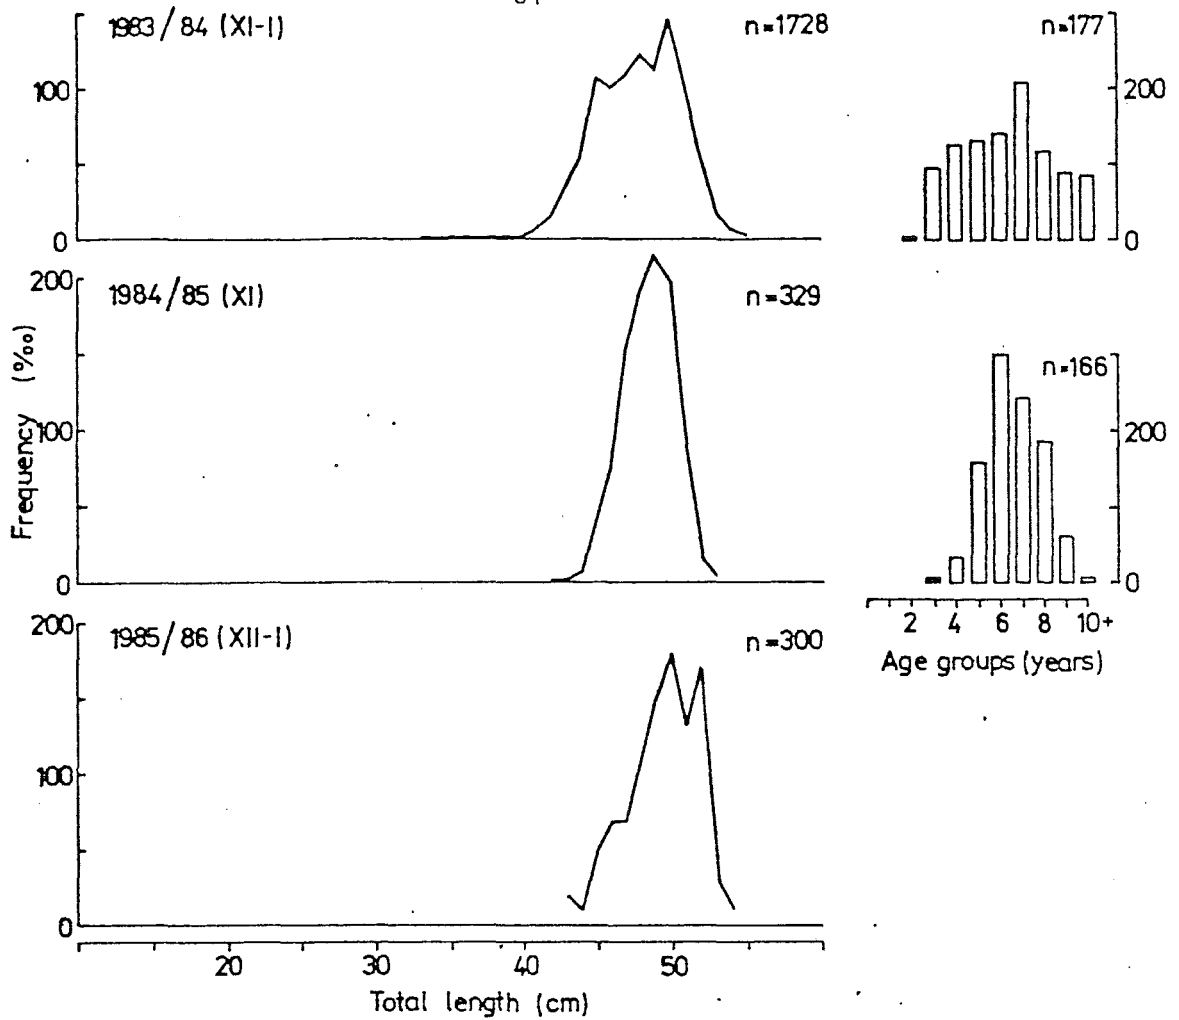 1983/84 (XI-I)
n=1728
n=177
100
0
200
0
Frequency (‰)
1984/85 (XI)
n=329
n=166
200
100
0
200
0
2 4 6 8 10+
Age groups (years)
1985/86 (XII-I)
n=300
200
100
0
20 30 40 50
Total length (cm)